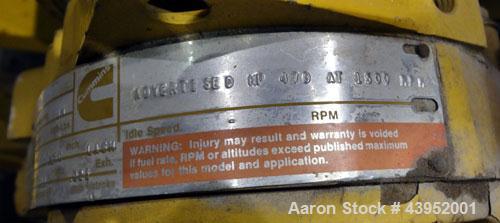 Cummins
ADVERTISED HP 470 AT 1800 RPM
Idle Speed - RPM
WARNING: Injury may result and warranty is voided
if fuel rate, RPM or altitudes exceed published maximum
values for this model and application.
Exh.
Aaron Stock # 43952001